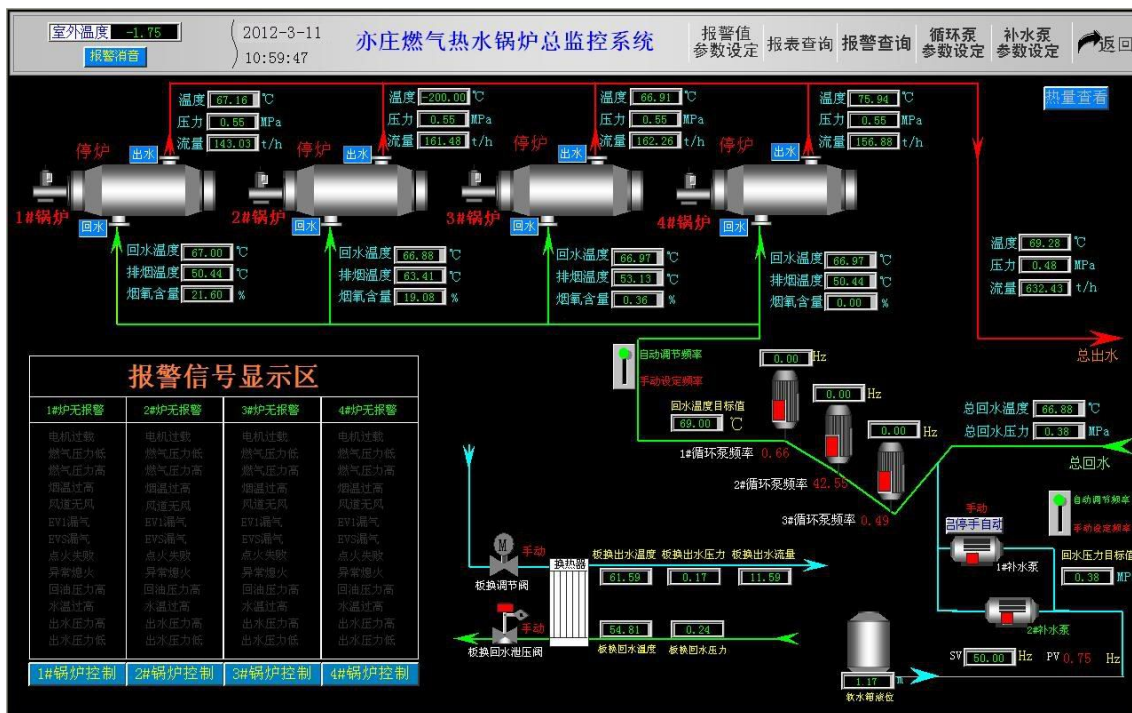 室外温度 -1.75
报警消音
2012-3-11
10:59:47
亦庄燃气热水锅炉总监控系统
报警值
参数设定
报表查询
报警查询
循环泵
参数设定
补水泵
参数设定
返回
热量查看
温度 67.16 ℃
压力 0.55 MPa
流量 143.03 t/h
温度 -200.00 ℃
压力 0.55 MPa
流量 161.48 t/h
温度 66.91 ℃
压力 0.55 MPa
流量 162.26 t/h
温度 75.94 ℃
压力 0.55 MPa
流量 156.88 t/h
停炉 出水
停炉 出水
停炉 出水
停炉 出水
1#锅炉 回水
2#锅炉 回水
3#锅炉 回水
4#锅炉 回水
回水温度 67.00 ℃
排烟温度 50.44 ℃
烟氧含量 21.60 %
回水温度 66.88 ℃
排烟温度 63.41 ℃
烟氧含量 19.08 %
回水温度 66.97 ℃
排烟温度 53.13 ℃
烟氧含量 0.36 %
回水温度 66.97 ℃
排烟温度 50.44 ℃
烟氧含量 0.00 %
温度 69.28 ℃
压力 0.48 MPa
流量 632.43 t/h
总出水
自动调节频率
手动设定频率
回水温度目标值
69.00 ℃
0.00 Hz
0.00 Hz
0.00 Hz
1#循环泵频率 0.66
2#循环泵频率 42.55
3#循环泵频率 0.49
总回水温度 66.88 ℃
总回水压力 0.38 MPa
总回水
报警信号显示区
1#炉无报警 2#炉无报警 3#炉无报警 4#炉无报警
电机过载 电机过载 电机过载 电机过载
燃气压力低 燃气压力低 燃气压力低 燃气压力低
燃气压力高 燃气压力高 燃气压力高 燃气压力高
烟温过高 烟温过高 烟温过高 烟温过高
风道无风 风道无风 风道无风 风道无风
EV1漏气 EV1漏气 EV1漏气 EV1漏气
EVS漏气 EVS漏气 EVS漏气 EVS漏气
点火失败 点火失败 点火失败 点火失败
异常熄火 异常熄火 异常熄火 异常熄火
回油压力高 回油压力高 回油压力高 回油压力高
水温过高 水温过高 水温过高 水温过高
出水压力高 出水压力高 出水压力高 出水压力高
出水压力低 出水压力低 出水压力低 出水压力低
1#锅炉控制 2#锅炉控制 3#锅炉控制 4#锅炉控制
M 手动
板换调节阀
手动
板换回水泄压阀
换热器
板换出水温度 板换出水压力 板换出水流量
61.59 0.17 11.59
54.81 0.24
板换回水温度 板换回水压力
手动
启停手自动
自动调节频率
手动设定频率
1#补水泵
回水压力目标值
0.38 MP
2#补水泵
SV 50.00 Hz PV 0.75 Hz
1.17 m
软水箱液位